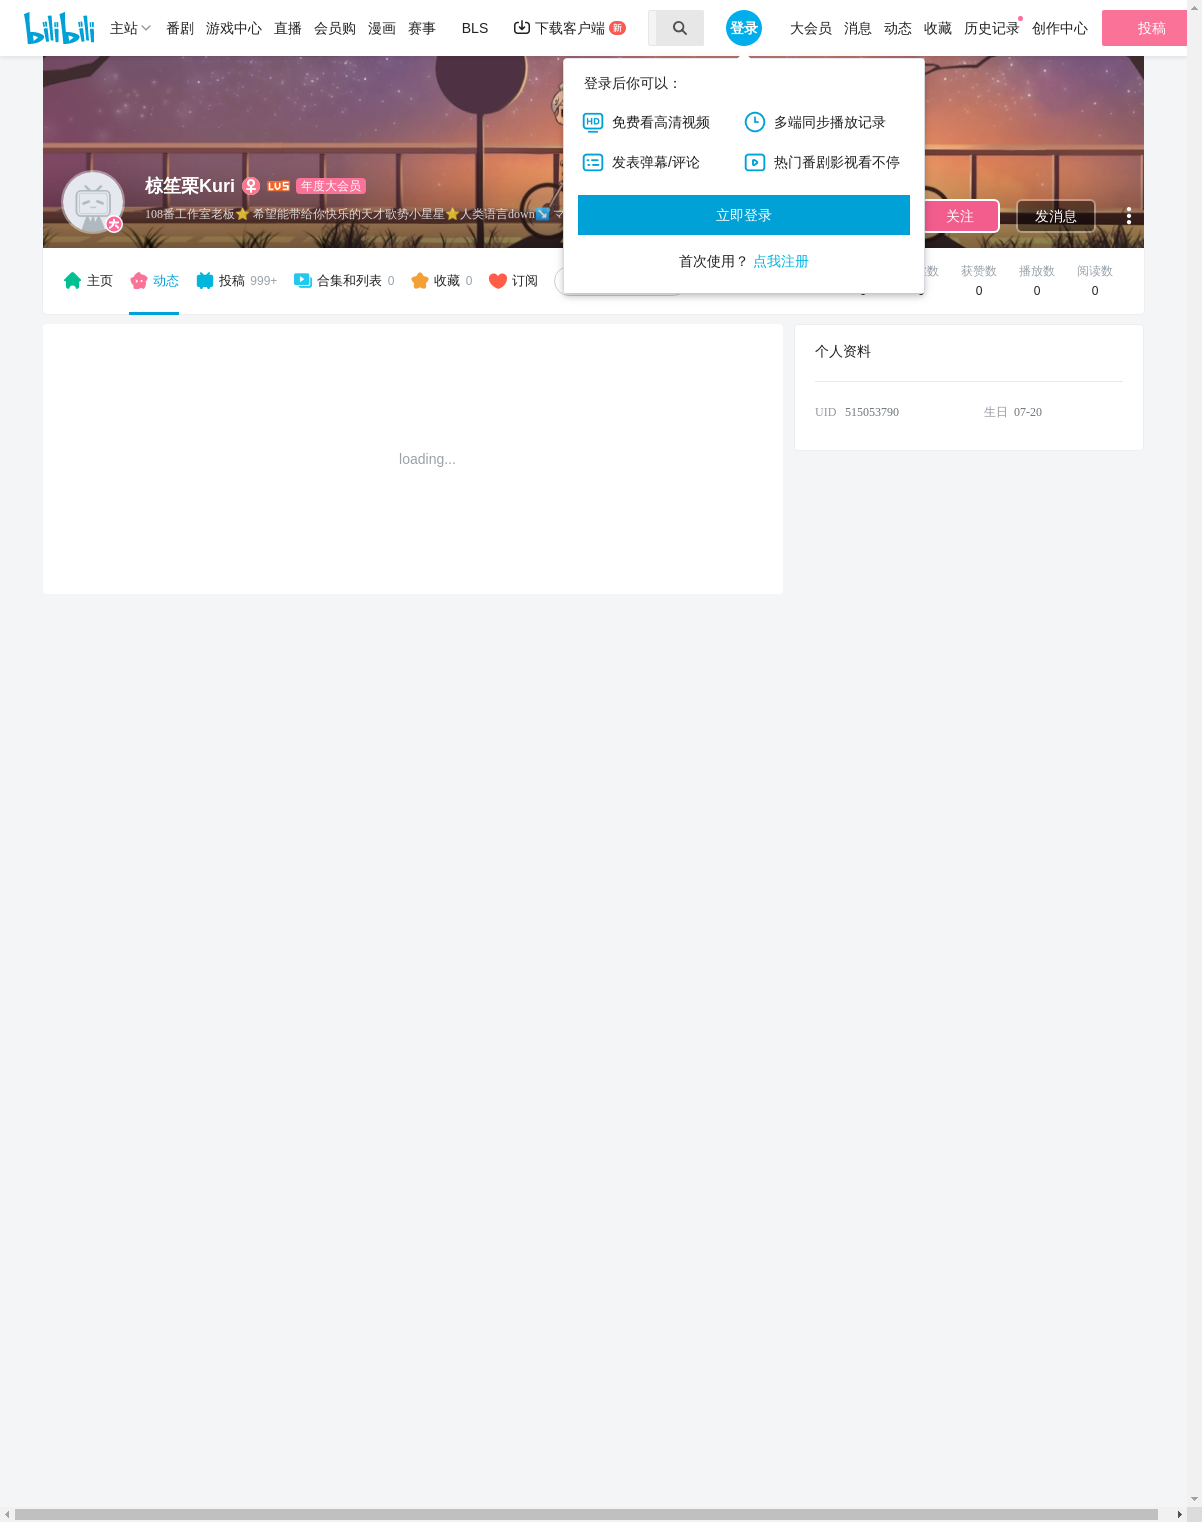 bilibili 主站 番剧 游戏中心 直播 会员购 漫画 赛事 BLS 下载客户端 新 登录 大会员 消息 动态 收藏 历史记录 创作中心 投稿
登录后你可以：
HD 免费看高清视频 多端同步播放记录
发表弹幕/评论 热门番剧影视看不停
立即登录
首次使用？ 点我注册
椋笙栗Kuri LV5 年度大会员
大 108番工作室老板⭐ 希望能带给你快乐的天才歌势小星星⭐人类语言down↘️
关注 发消息
主页 动态 投稿 999+ 合集和列表 0 收藏 0 订阅
数 获赞数 播放数 阅读数
0 0 0
loading...
个人资料
UID 515053790 生日 07-20